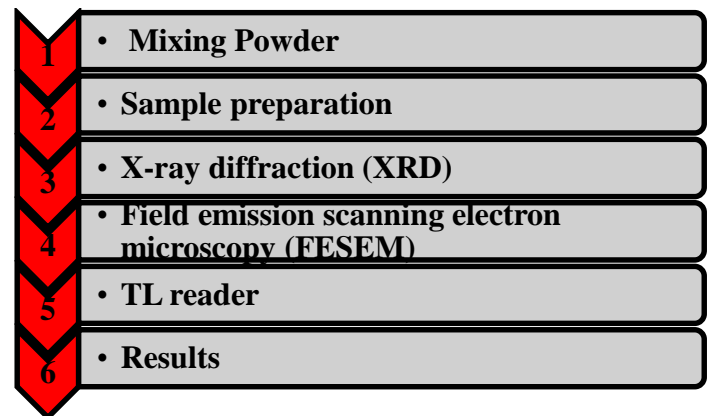 1 • Mixing Powder
2 • Sample preparation
3 • X-ray diffraction (XRD)
4 • Field emission scanning electron
microscopy (FESEM)
5 • TL reader
6 • Results